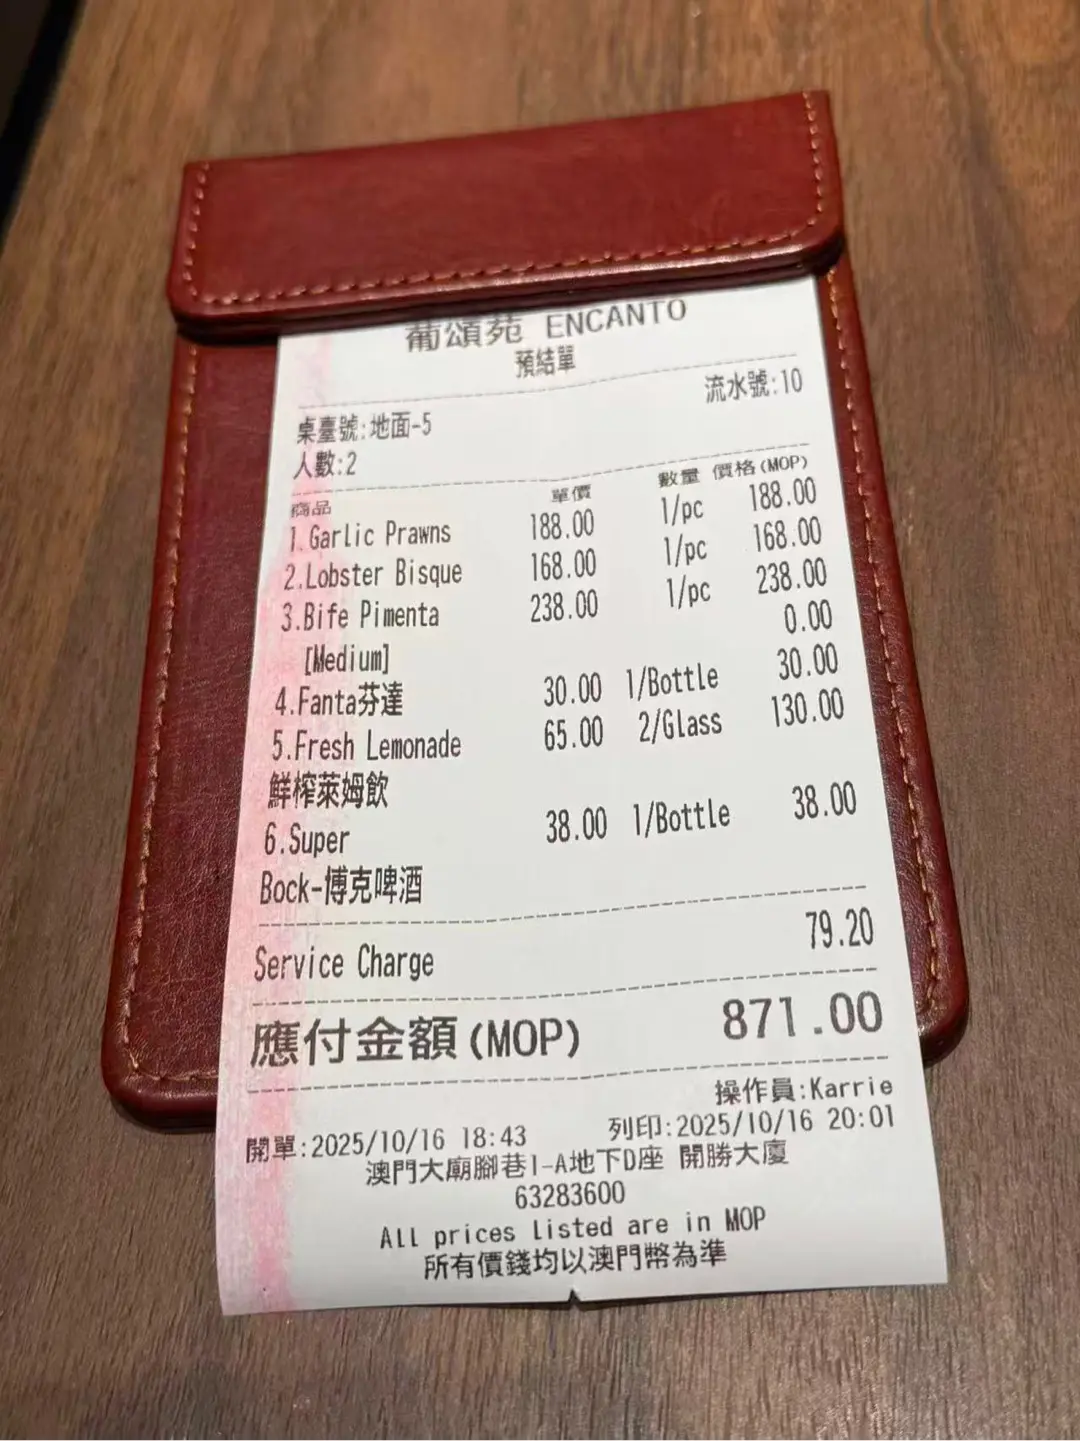 葡頌苑 ENCANTO
預結單
流水號:10
桌臺號:地面-5
人數:2
商品 單價 數量 價格(MOP)
1.Garlic Prawns 188.00 1/pc 188.00
2.Lobster Bisque 168.00 1/pc 168.00
3.Bife Pimenta 238.00 1/pc 238.00
[Medium] 0.00
4.Fanta芬達 30.00 1/Bottle 30.00
5.Fresh Lemonade 65.00 2/Glass 130.00
鮮榨萊姆飲
6.Super 38.00 1/Bottle 38.00
Bock-博克啤酒
Service Charge 79.20
應付金額(MOP) 871.00
操作員:Karrie
開單:2025/10/16 18:43 列印:2025/10/16 20:01
澳門大廟腳巷1-A地下D座 開勝大廈
63283600
All prices listed are in MOP
所有價錢均以澳門幣為準